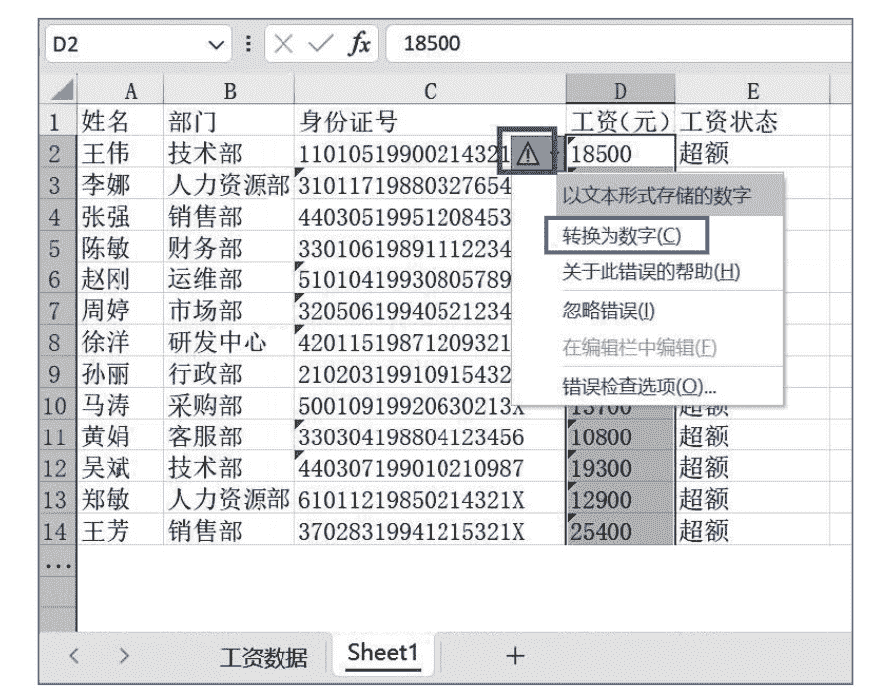 D2 fx 18500
A B C D E
1 姓名 部门 身份证号 工资(元) 工资状态
2 王伟 技术部 11010519900214321 18500 超额
3 李娜 人力资源部 31011719880327654
4 张强 销售部 44030519951208453
5 陈敏 财务部 33010619891112234
6 赵刚 运维部 51010419930805789
7 周婷 市场部 32050619940521234
8 徐洋 研发中心 42011519871209321
9 孙丽 行政部 21020319910915432
10 马涛 采购部 50010919920630213X 13700 超额
11 黄娟 客服部 330304198804123456 10800 超额
12 吴斌 技术部 440307199010210987 19300 超额
13 郑敏 人力资源部 61011219850214321X 12900 超额
14 王芳 销售部 37028319941215321X 25400 超额
...
以文本形式存储的数字
转换为数字(C)
关于此错误的帮助(H)
忽略错误(I)
在编辑栏中编辑(F)
错误检查选项(O)...
工资数据 Sheet1 +